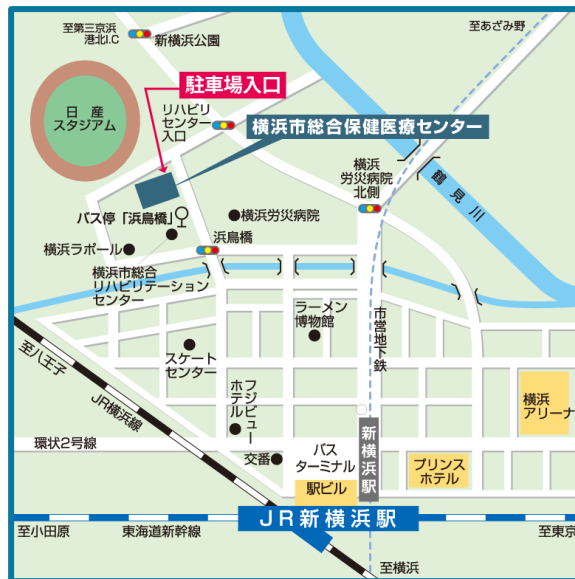 至第三京浜
港北I.C
新横浜公園
至あざみ野
駐車場入口
日 産
スタジアム
リハビリ
センター
入口
横浜市総合保健医療センター
横浜
労災病院
北側
鶴見川
バス停「浜鳥橋」
横浜労災病院
浜鳥橋
横浜ラポール
横浜市総合
リハビリテーション
センター
ラーメン
博物館
市営地下鉄
スケート
センター
至八王子
JR横浜線
フジビュー
ホテル
横浜
アリーナ
環状2号線
交番
バス
ターミナル
新横浜駅
プリンス
ホテル
駅ビル
JR新横浜駅
至小田原
東海道新幹線
至東京
至横浜